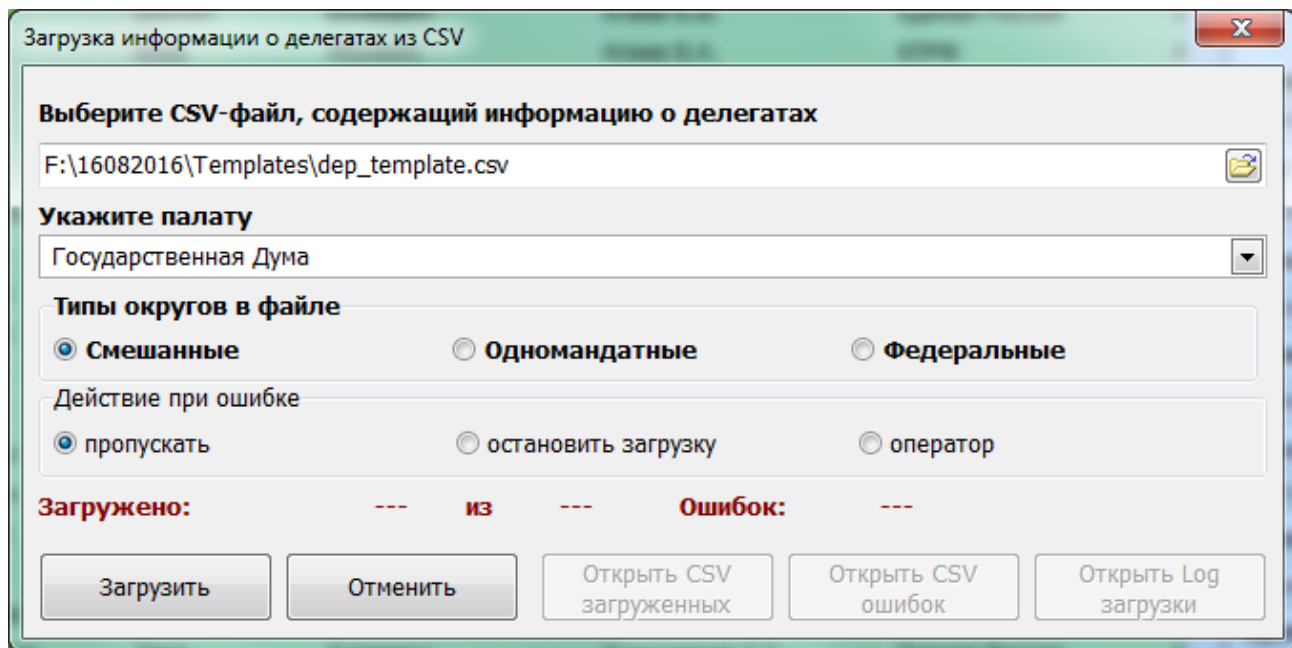 Загрузка информации о делегатах из CSV
Выберите CSV-файл, содержащий информацию о делегатах
F:\16082016\Templates\dep_template.csv
Укажите палату
Государственная Дума
Типы округов в файле
Смешанные Одномандатные Федеральные
Действие при ошибке
пропускать остановить загрузку оператор
Загружено: --- из --- Ошибок: ---
Загрузить Отменить Открыть CSV загруженных Открыть CSV ошибок Открыть Log загрузки